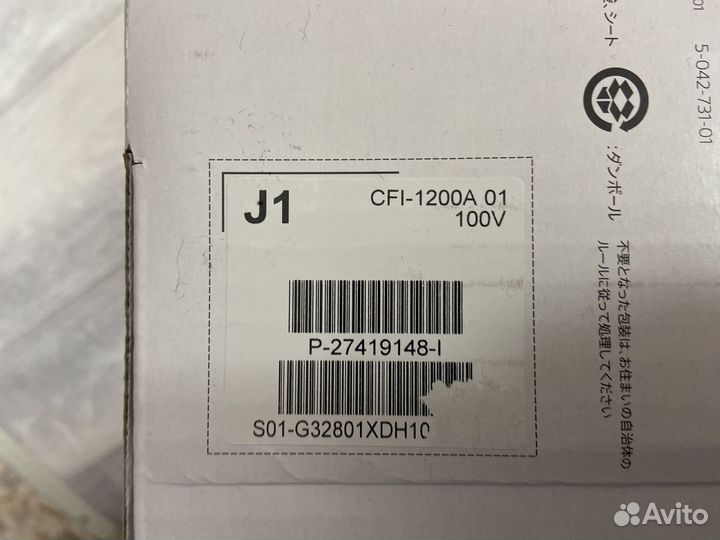 J1
CFI-1200A 01
100V
P-27419148-I
S01-G32801XDH10
シート
:ダンボール
不要となった包装は、お住まいの自治体の
ルールに従って処理してください
01
5-042-731-01
Avito